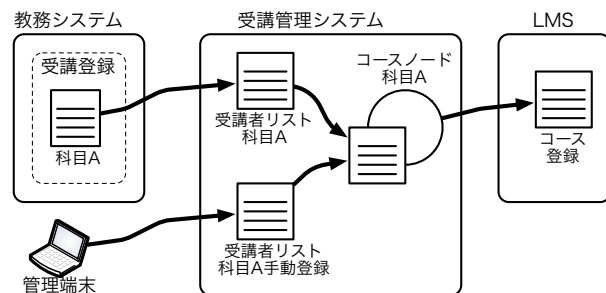 教務システム
受講管理システム
LMS
受講登録
科目A
受講者リスト
科目A
コースノード
科目A
コース
登録
受講者リスト
科目A手動登録
管理端末